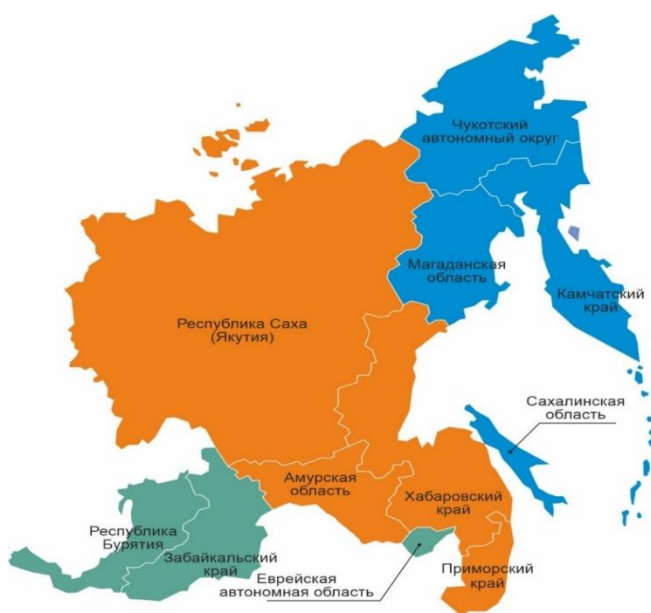 Чукотский
автономный округ
Магаданская
область
Камчатский
край
Республика Саха
(Якутия)
Сахалинская
область
Амурская
область
Хабаровский
край
Республика
Бурятия
Забайкальский
край
Еврейская
автономная область
Приморский
край